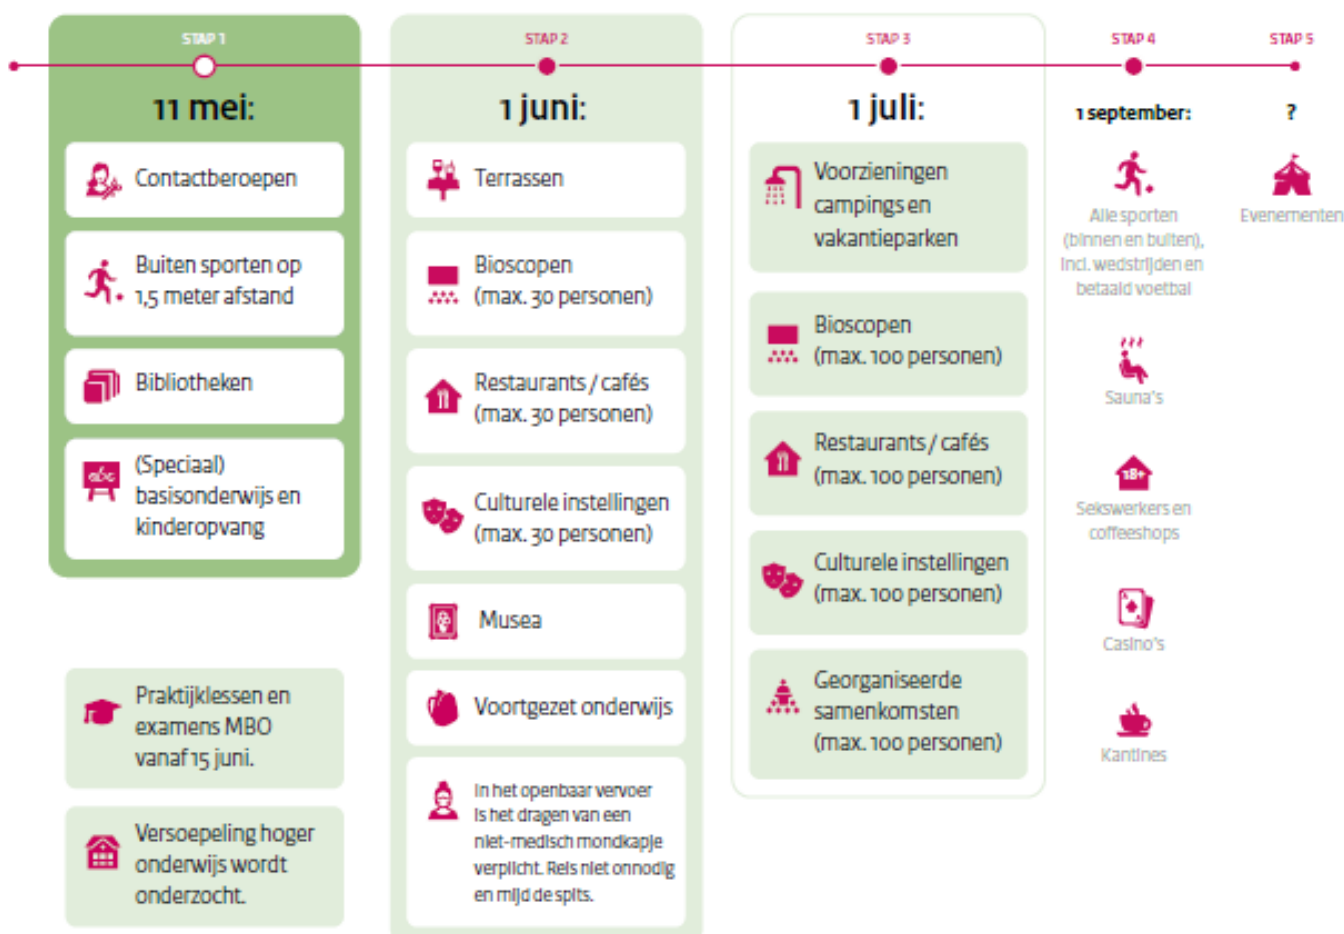 STAP 1
11 mei:
Contactberoepen
Buiten sporten op
1,5 meter afstand
Bibliotheken
abc
(Speciaal)
basisonderwijs en
kinderopvang
Praktijklessen en
examens MBO
vanaf 15 juni.
Versoepeling hoger
onderwijs wordt
onderzocht.
STAP 2
1 juni:
Terrassen
Bioscopen
(max. 30 personen)
Restaurants / cafés
(max. 30 personen)
Culturele instellingen
(max. 30 personen)
Musea
Voortgezet onderwijs
In het openbaar vervoer
is het dragen van een
niet-medisch mondkapje
verplicht. Reis niet onnodig
en mijd de spits.
STAP 3
1 juli:
Voorzieningen
campings en
vakantieparken
Bioscopen
(max. 100 personen)
Restaurants / cafés
(max. 100 personen)
Culturele instellingen
(max. 100 personen)
Georganiseerde
samenkomsten
(max. 100 personen)
STAP 4
1 september:
Alle sporten
(binnen en buiten),
incl. wedstrijden en
betaald voetbal
Sauna's
18+
Sekswerkers en
coffeeshops
A
Casino's
Kantines
STAP 5
?
Evenementen